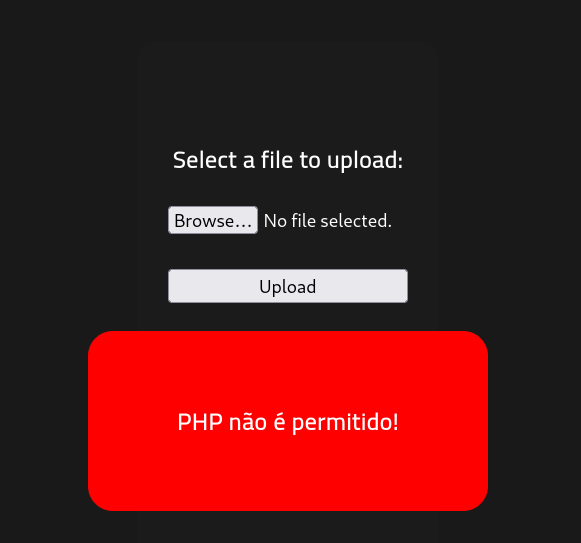 Select a file to upload:
Browse... No file selected.
Upload
PHP não é permitido!